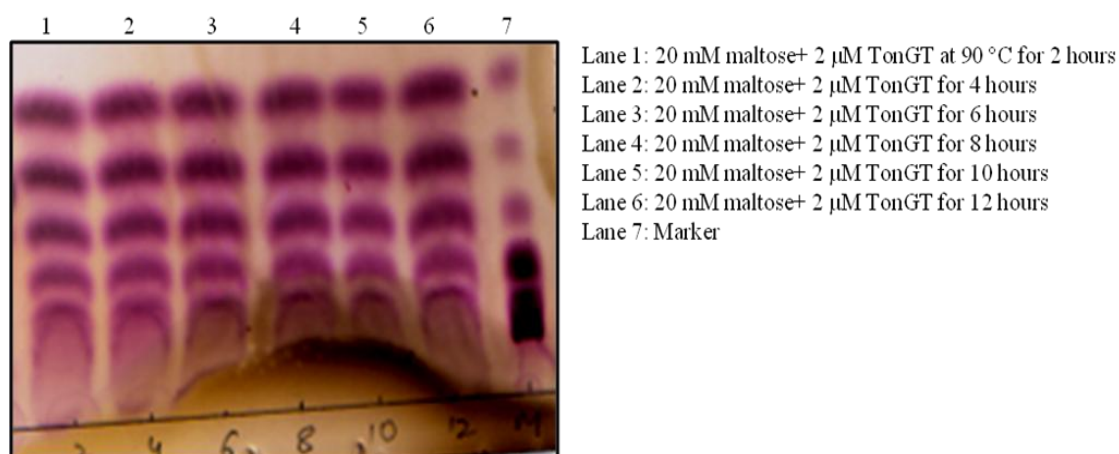 1 2 3 4 5 6 7
Lane 1: 20 mM maltose+ 2 μM TonGT at 90 °C for 2 hours
Lane 2: 20 mM maltose+ 2 μM TonGT for 4 hours
Lane 3: 20 mM maltose+ 2 μM TonGT for 6 hours
Lane 4: 20 mM maltose+ 2 μM TonGT for 8 hours
Lane 5: 20 mM maltose+ 2 μM TonGT for 10 hours
Lane 6: 20 mM maltose+ 2 μM TonGT for 12 hours
Lane 7: Marker
2 4 6 8 10 12 M